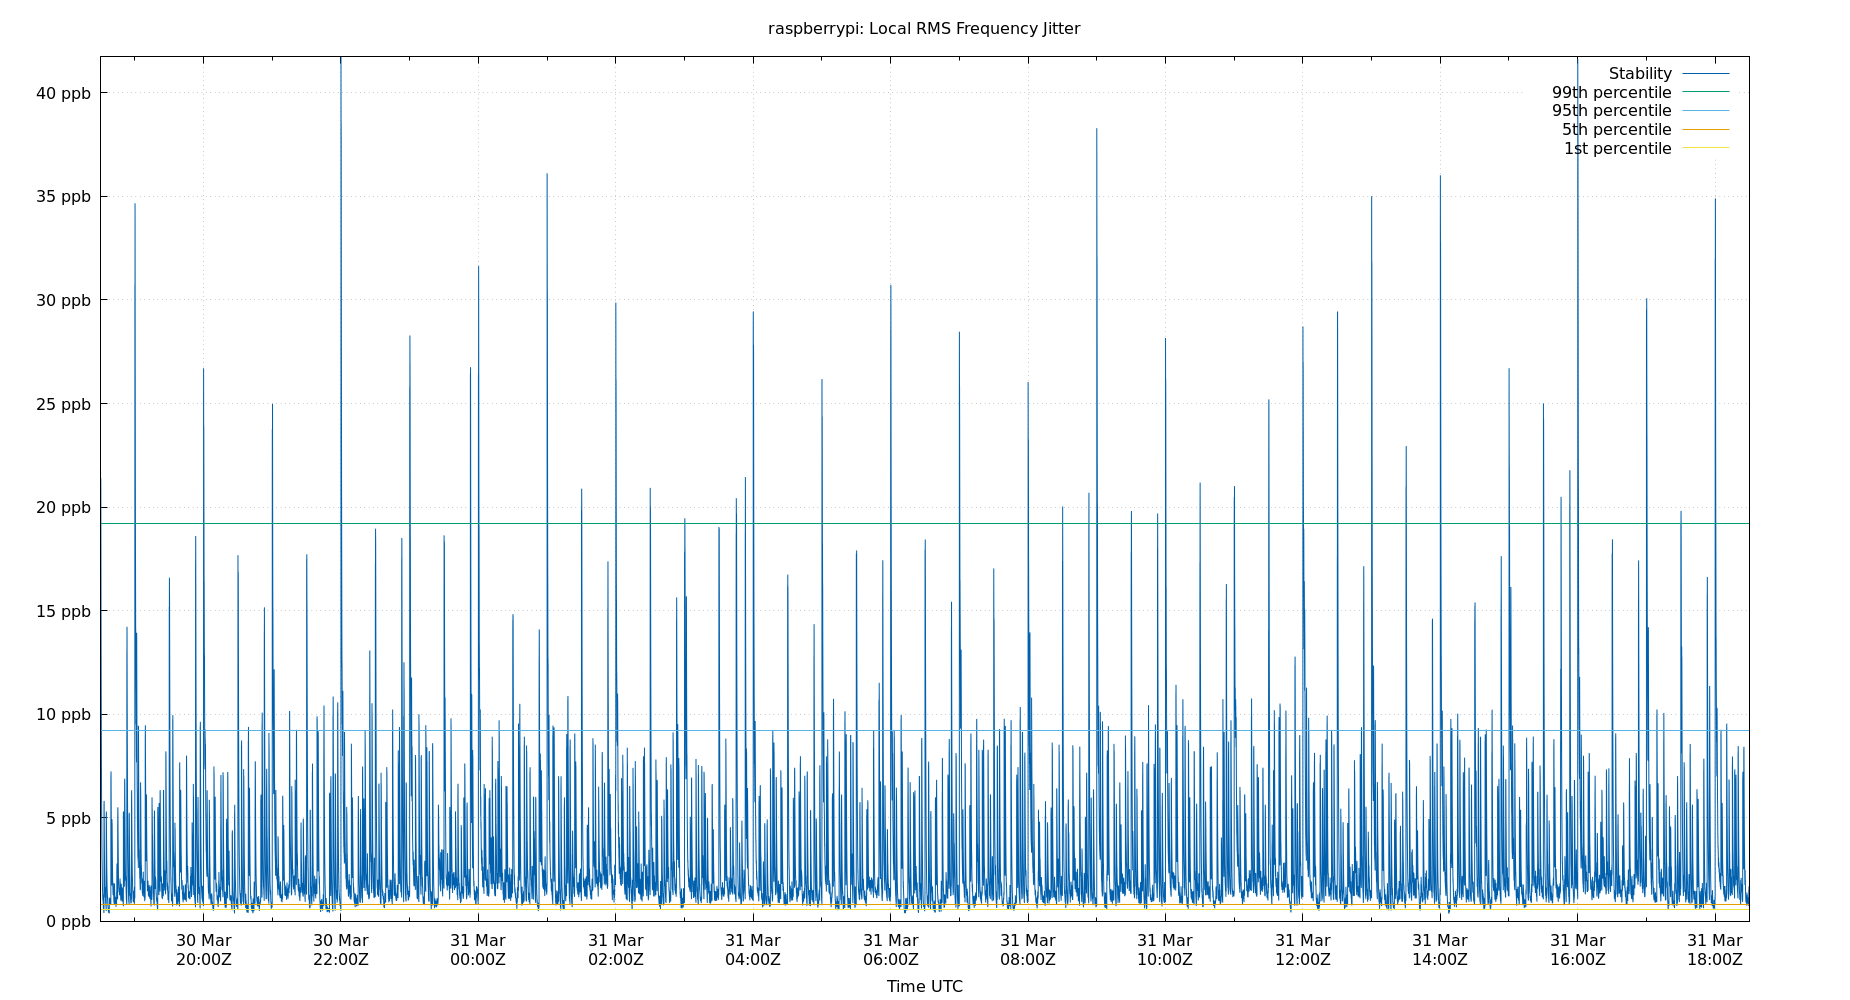 raspberrypi: Local RMS Frequency Jitter
Stability
99th percentile
95th percentile
5th percentile
1st percentile
40 ppb
35 ppb
30 ppb
25 ppb
20 ppb
15 ppb
10 ppb
5 ppb
0 ppb
30 Mar 30 Mar 31 Mar 31 Mar 31 Mar 31 Mar 31 Mar 31 Mar 31 Mar 31 Mar 31 Mar 31 Mar
20:00Z 22:00Z 00:00Z 02:00Z 04:00Z 06:00Z 08:00Z 10:00Z 12:00Z 14:00Z 16:00Z 18:00Z
Time UTC